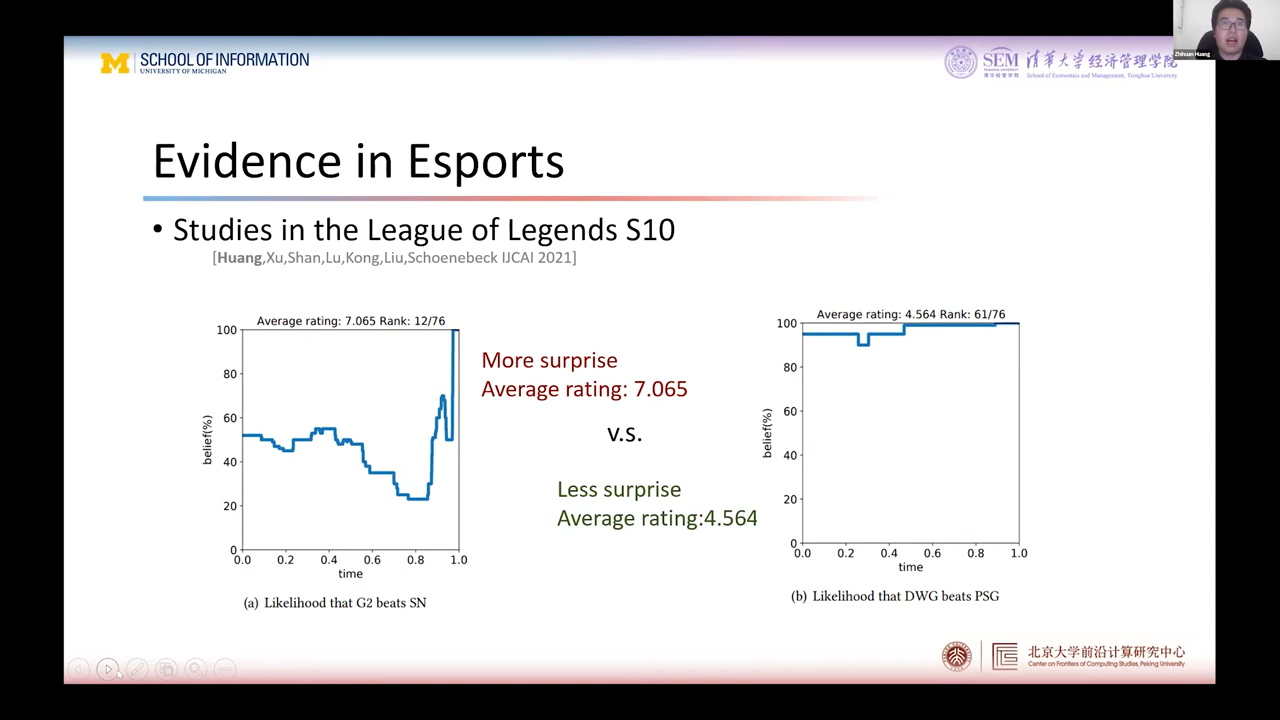 Zhihuan Huang
M SCHOOL OF INFORMATION
UNIVERSITY OF MICHIGAN
SEM 清华大学经济管理学院
清华经管学院 School of Economics and Management, Tsinghua University
Evidence in Esports
• Studies in the League of Legends S10
[Huang,Xu,Shan,Lu,Kong,Liu,Schoenebeck IJCAI 2021]
Average rating: 7.065 Rank: 12/76
100
80
60
40
20
0
belief(%)
0.0 0.2 0.4 0.6 0.8 1.0
time
(a) Likelihood that G2 beats SN
More surprise
Average rating: 7.065
v.s.
Less surprise
Average rating:4.564
Average rating: 4.564 Rank: 61/76
100
80
60
40
20
0
belief(%)
0.0 0.2 0.4 0.6 0.8 1.0
time
(b) Likelihood that DWG beats PSG
北京大学前沿计算研究中心
Center on Frontiers of Computing Studies, Peking University